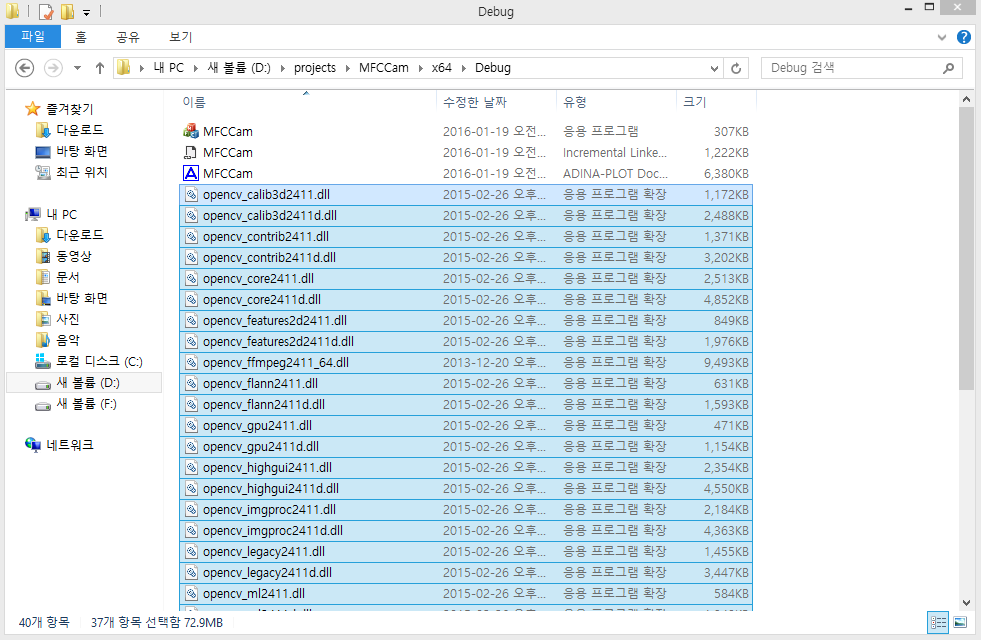 Debug
파일 홈 공유 보기
내 PC 새 볼륨 (D:) projects MFCCam x64 Debug Debug 검색
즐겨찾기
다운로드
바탕 화면
최근 위치
내 PC
다운로드
동영상
문서
바탕 화면
사진
음악
로컬 디스크 (C:)
새 볼륨 (D:)
새 볼륨 (F:)
네트워크
이름 수정한 날짜 유형 크기
MFCCam 2016-01-19 오전... 응용 프로그램 307KB
MFCCam 2016-01-19 오전... Incremental Linke... 1,222KB
MFCCam 2016-01-19 오전... ADINA-PLOT Doc... 6,380KB
opencv_calib3d2411.dll 2015-02-26 오후... 응용 프로그램 확장 1,172KB
opencv_calib3d2411d.dll 2015-02-26 오후... 응용 프로그램 확장 2,488KB
opencv_contrib2411.dll 2015-02-26 오후... 응용 프로그램 확장 1,371KB
opencv_contrib2411d.dll 2015-02-26 오후... 응용 프로그램 확장 3,202KB
opencv_core2411.dll 2015-02-26 오후... 응용 프로그램 확장 2,513KB
opencv_core2411d.dll 2015-02-26 오후... 응용 프로그램 확장 4,852KB
opencv_features2d2411.dll 2015-02-26 오후... 응용 프로그램 확장 849KB
opencv_features2d2411d.dll 2015-02-26 오후... 응용 프로그램 확장 1,976KB
opencv_ffmpeg2411_64.dll 2013-12-20 오후... 응용 프로그램 확장 9,493KB
opencv_flann2411.dll 2015-02-26 오후... 응용 프로그램 확장 631KB
opencv_flann2411d.dll 2015-02-26 오후... 응용 프로그램 확장 1,593KB
opencv_gpu2411.dll 2015-02-26 오후... 응용 프로그램 확장 471KB
opencv_gpu2411d.dll 2015-02-26 오후... 응용 프로그램 확장 1,154KB
opencv_highgui2411.dll 2015-02-26 오후... 응용 프로그램 확장 2,354KB
opencv_highgui2411d.dll 2015-02-26 오후... 응용 프로그램 확장 4,550KB
opencv_imgproc2411.dll 2015-02-26 오후... 응용 프로그램 확장 2,184KB
opencv_imgproc2411d.dll 2015-02-26 오후... 응용 프로그램 확장 4,363KB
opencv_legacy2411.dll 2015-02-26 오후... 응용 프로그램 확장 1,455KB
opencv_legacy2411d.dll 2015-02-26 오후... 응용 프로그램 확장 3,447KB
opencv_ml2411.dll 2015-02-26 오후... 응용 프로그램 확장 584KB
40개 항목 37개 항목 선택함 72.9MB